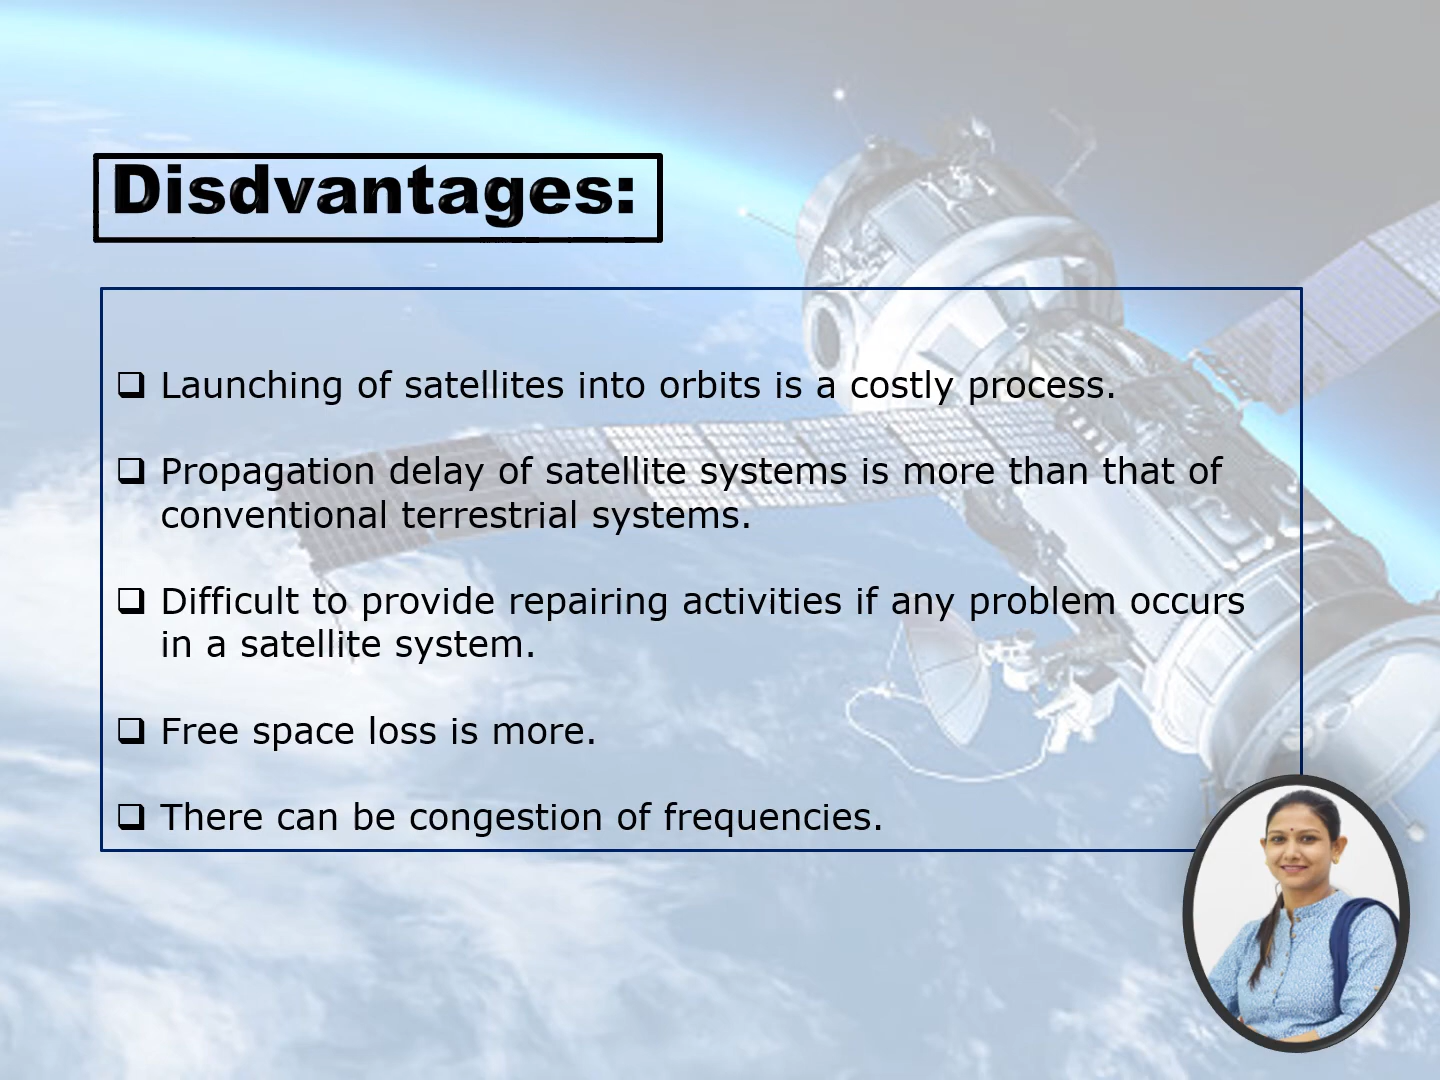 Disdvantages:
❑ Launching of satellites into orbits is a costly process.
❑ Propagation delay of satellite systems is more than that of
conventional terrestrial systems.
❑ Difficult to provide repairing activities if any problem occurs
in a satellite system.
❑ Free space loss is more.
❑ There can be congestion of frequencies.